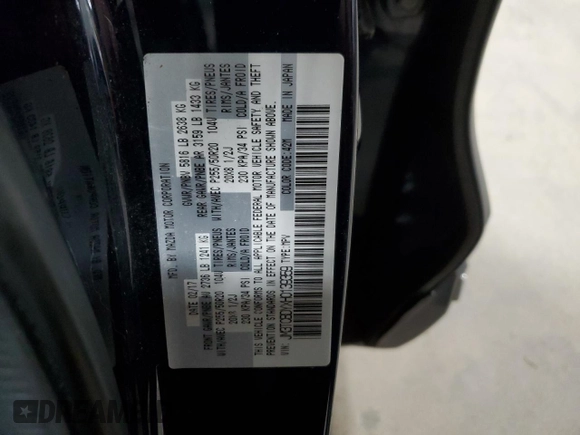 MFD. BY MAZDA MOTOR CORPORATION
DATE 02/17 GVWR/PNBV 5816 LB 2638 KG
FRONT GAWR/PNBE AV 2736 LB 1241 KG REAR GAWR/PNBE AR 3159 LB 1433 KG
WITH/AVEC P255/50R20 104V TIRES/PNEUS WITH/AVEC P255/50R20 104V TIRES/PNEUS
20X8 1/2J RIMS/JANTES 20X8 1/2J RIMS/JANTES
230 KPA/34 PSI COLD/A FROID 230 KPA/34 PSI COLD/A FROID
THIS VEHICLE CONFORMS TO ALL APPLICABLE FEDERAL MOTOR VEHICLE SAFETY AND THEFT
PREVENTION STANDARDS IN EFFECT ON THE DATE OF MANUFACTURE SHOWN ABOVE.
COLOR CODE: 42M MADE IN JAPAN
VIN: TYPE: MPV